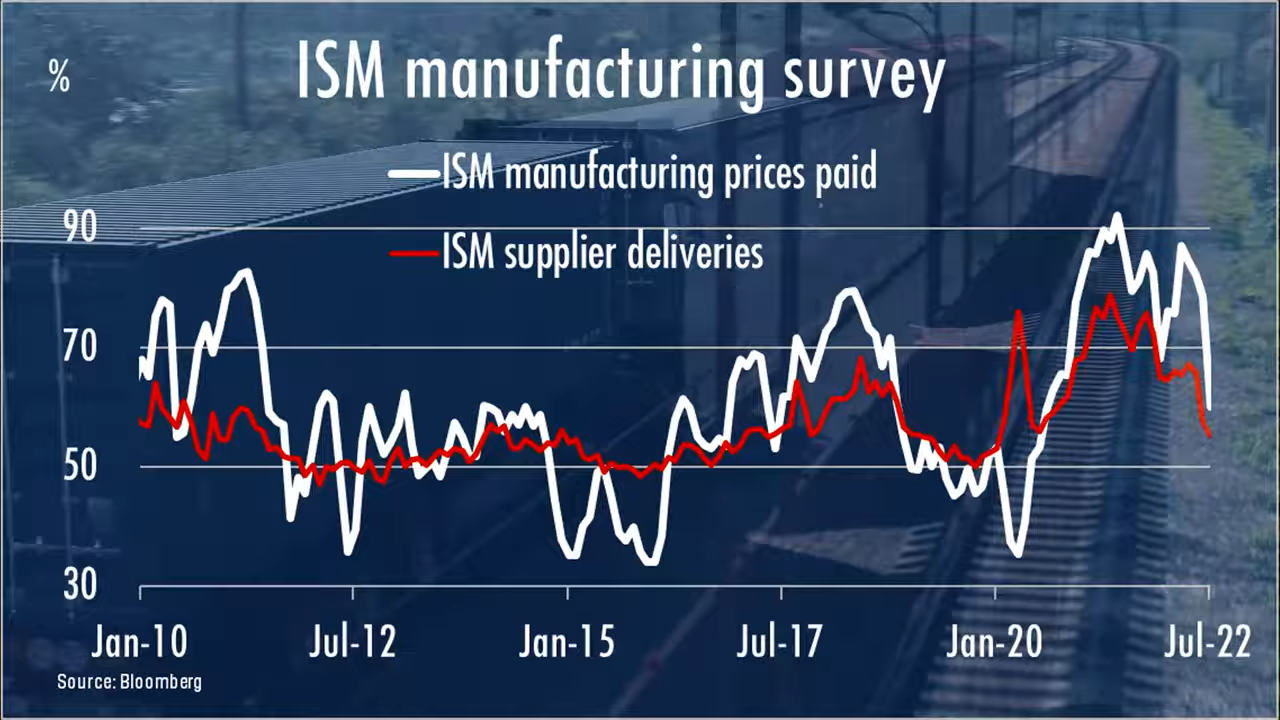 ISM manufacturing survey
%
ISM manufacturing prices paid
ISM supplier deliveries
90
70
50
30
Jan-10 Jul-12 Jan-15 Jul-17 Jan-20 Jul-22
Source: Bloomberg